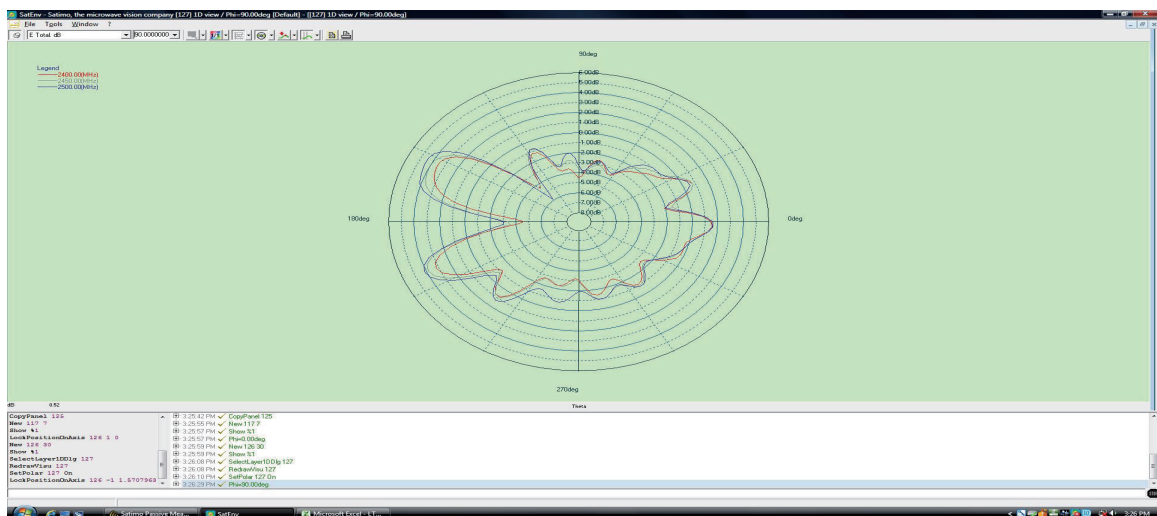 SatEnv - Satimo, the microwave vision company [127] 1D view / Phi=90.00deg [Default] - [[127] 1D view / Phi=90.00deg]
File Tools Window ?
E Total dB 90.0000000
Legend
2400.00(MHz)
2450.00(MHz)
2500.00(MHz)
90deg
6.00dB
5.00dB
4.00dB
3.00dB
2.00dB
1.00dB
0.00dB
-1.00dB
-2.00dB
-3.00dB
-4.00dB
-5.00dB
-6.00dB
-7.00dB
-8.00dB
180deg
0deg
270deg
dB 0.52 Theta
CopyPanel 125
New 117 7
Show %1
LockPositionOnAxis 126 1 0
New 126 30
Show %1
SelectLayer1DDlg 127
RedrawVisu 127
SetPolar 127 On
LockPositionOnAxis 126 -1 1.5707963
3:25:42 PM CopyPanel 125
3:25:55 PM New 117 7
3:25:57 PM Show %1
3:25:57 PM Phi=0.00deg
3:25:59 PM New 126 30
3:25:59 PM Show %1
3:26:08 PM SelectLayer1DDlg 127
3:26:08 PM RedrawVisu 127
3:26:10 PM SetPolar 127 On
3:26:29 PM Phi=90.00deg
Satimo Passive Mea...
SatEnv
Microsoft Excel - LT...
3:26 PM